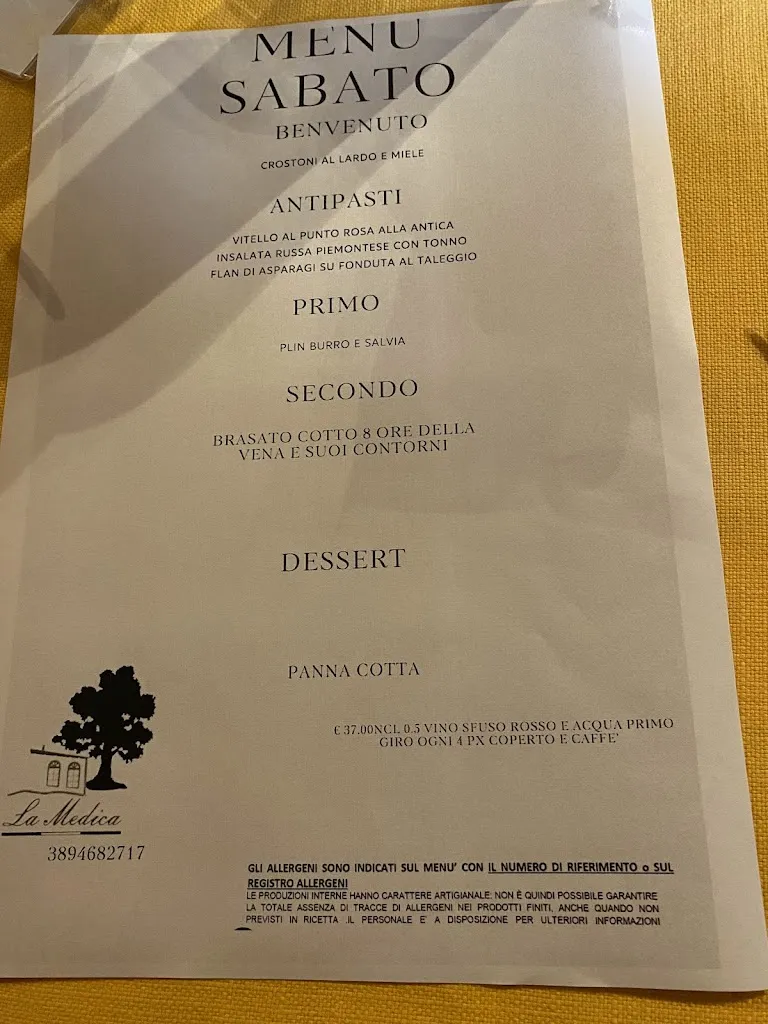 MENU
SABATO
BENVENUTO
CROSTONI AL LARDO E MIELE
ANTIPASTI
VITELLO AL PUNTO ROSA ALLA ANTICA
INSALATA RUSSA PIEMONTESE CON TONNO
FLAN DI ASPARAGI SU FONDUTA AL TALEGGIO
PRIMO
PLIN BURRO E SALVIA
SECONDO
BRASATO COTTO 8 ORE DELLA
VENA E SUOI CONTORNI
DESSERT
PANNA COTTA
€ 37.00NCL 0.5 VINO SFUSO ROSSO E ACQUA PRIMO
GIRO OGNI 4 PX COPERTO E CAFFE'
La Medica
3894682717
GLI ALLERGENI SONO INDICATI SUL MENU' CON IL NUMERO DI RIFERIMENTO o SUL
REGISTRO ALLERGENI
LE PRODUZIONI INTERNE HANNO CARATTERE ARTIGIANALE: NON È QUINDI POSSIBILE GARANTIRE
LA TOTALE ASSENZA DI TRACCE DI ALLERGENI NEI PRODOTTI FINITI, ANCHE QUANDO NON
PREVISTI IN RICETTA .IL PERSONALE E' A DISPOSIZIONE PER ULTERIORI INFORMAZIONI